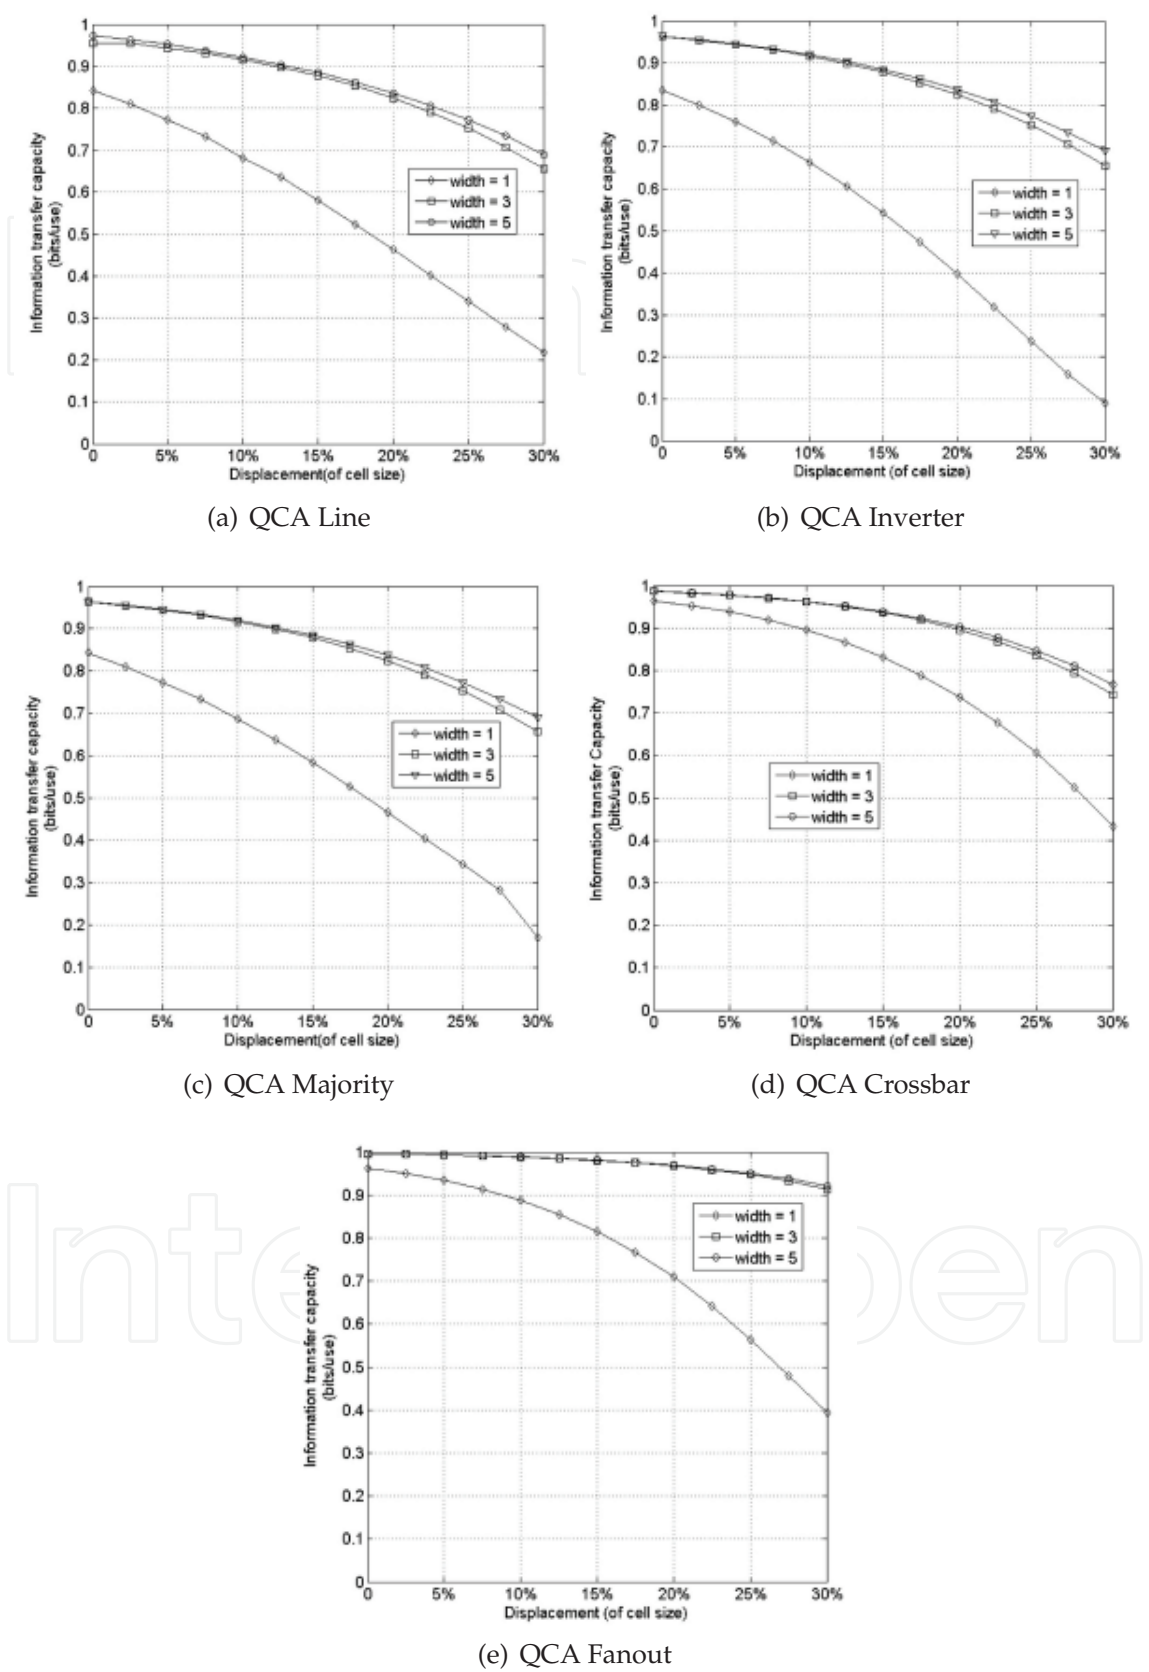 1
0.9
0.8
0.7
0.6
0.5
0.4
0.3
0.2
0.1
0
Information transfer capacity
(bits/use)
width = 1
width = 3
width = 5
0 5% 10% 15% 20% 25% 30%
Displacement(of cell size)
(a) QCA Line
1
0.9
0.8
0.7
0.6
0.5
0.4
0.3
0.2
0.1
0
Information transfer capacity
(bits/use)
width = 1
width = 3
width = 5
0 5% 10% 15% 20% 25% 30%
Displacement (of cell size)
(b) QCA Inverter
1
0.9
0.8
0.7
0.6
0.5
0.4
0.3
0.2
0.1
0
Information transfer capacity
(bits/use)
width = 1
width = 3
width = 5
0 5% 10% 15% 20% 25% 30%
Displacement(of cell size)
(c) QCA Majority
1
0.9
0.8
0.7
0.6
0.5
0.4
0.3
0.2
0.1
0
Information transfer Capacity
(bits/use)
width = 1
width = 3
width = 5
0 5% 10% 15% 20% 25% 30%
Displacement (of cell size)
(d) QCA Crossbar
1
0.9
0.8
0.7
0.6
0.5
0.4
0.3
0.2
0.1
0
Information transfer capacity
(bits/use)
width = 1
width = 3
width = 5
0 5% 10% 15% 20% 25% 30%
Displacement (of cell size)
(e) QCA Fanout